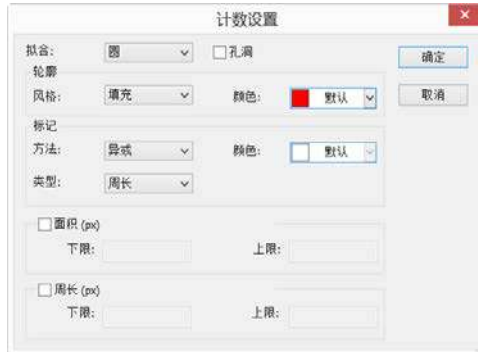 计数设置
拟合: 圆 孔洞 确定
轮廓
风格: 填充 颜色: 默认 取消
标记
方法: 异或 颜色: 默认
类型: 周长
面积 (px)
下限: 上限:
周长 (px)
下限: 上限: